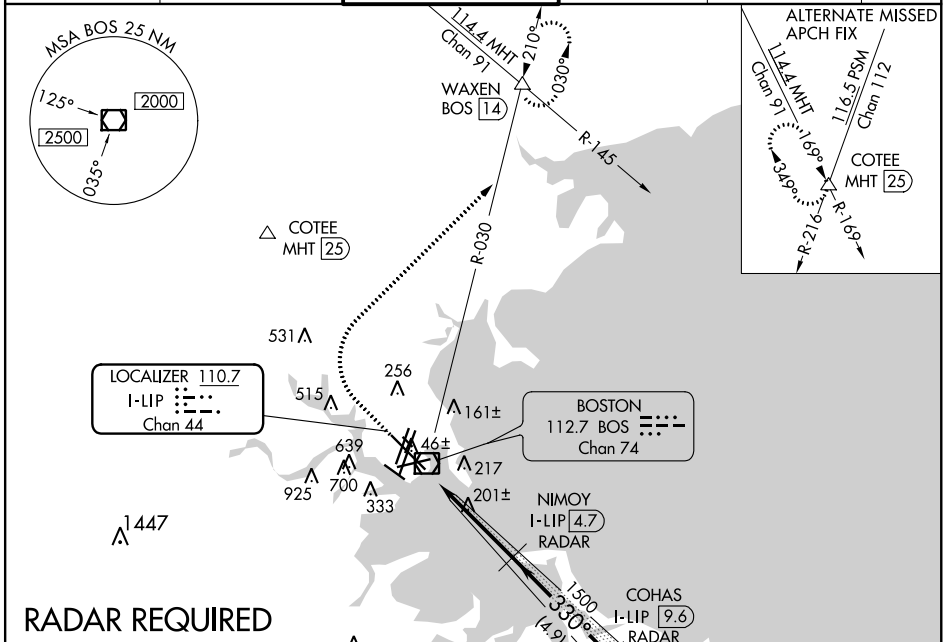 MSA BOS 25 NM
125°
2000
2500
035°
114.4 MHT
Chan 91
210°
030°
WAXEN
BOS 14
R-145
R-030
ALTERNATE MISSED
APCH FIX
114.4 MHT
Chan 91
116.5 PSM
Chan 112
169°
349°
COTEE
MHT 25
R-216
R-169
COTEE
MHT 25
531
LOCALIZER 110.7
I-LIP
Chan 44
515
256
161±
BOSTON
112.7 BOS
Chan 74
46±
639
700
925
333
217
201±
1447
NIMOY
I-LIP 4.7
RADAR
1500
330°
(4.9)
COHAS
I-LIP 9.6
RADAR
RADAR REQUIRED